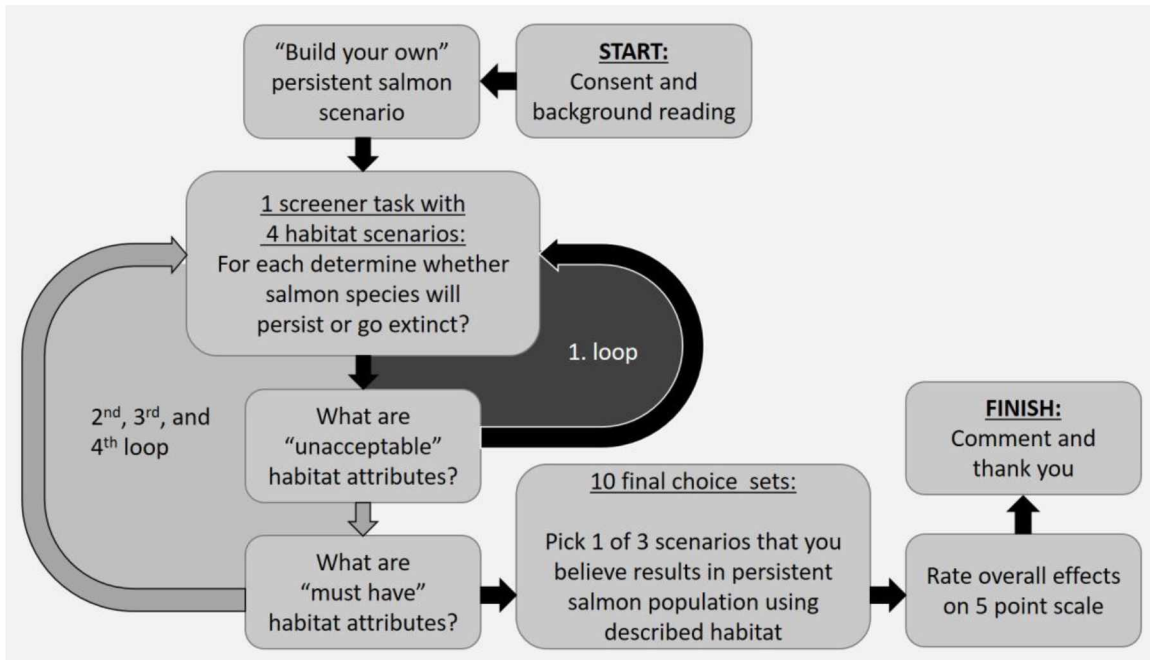 START:
Consent and
background reading
“Build your own”
persistent salmon
scenario
1 screener task with
4 habitat scenarios:
For each determine whether
salmon species will
persist or go extinct?
1. loop
What are
“unacceptable”
habitat attributes?
2nd, 3rd, and
4th loop
What are
“must have”
habitat attributes?
10 final choice sets:
Pick 1 of 3 scenarios that you
believe results in persistent
salmon population using
described habitat
Rate overall effects
on 5 point scale
FINISH:
Comment and
thank you